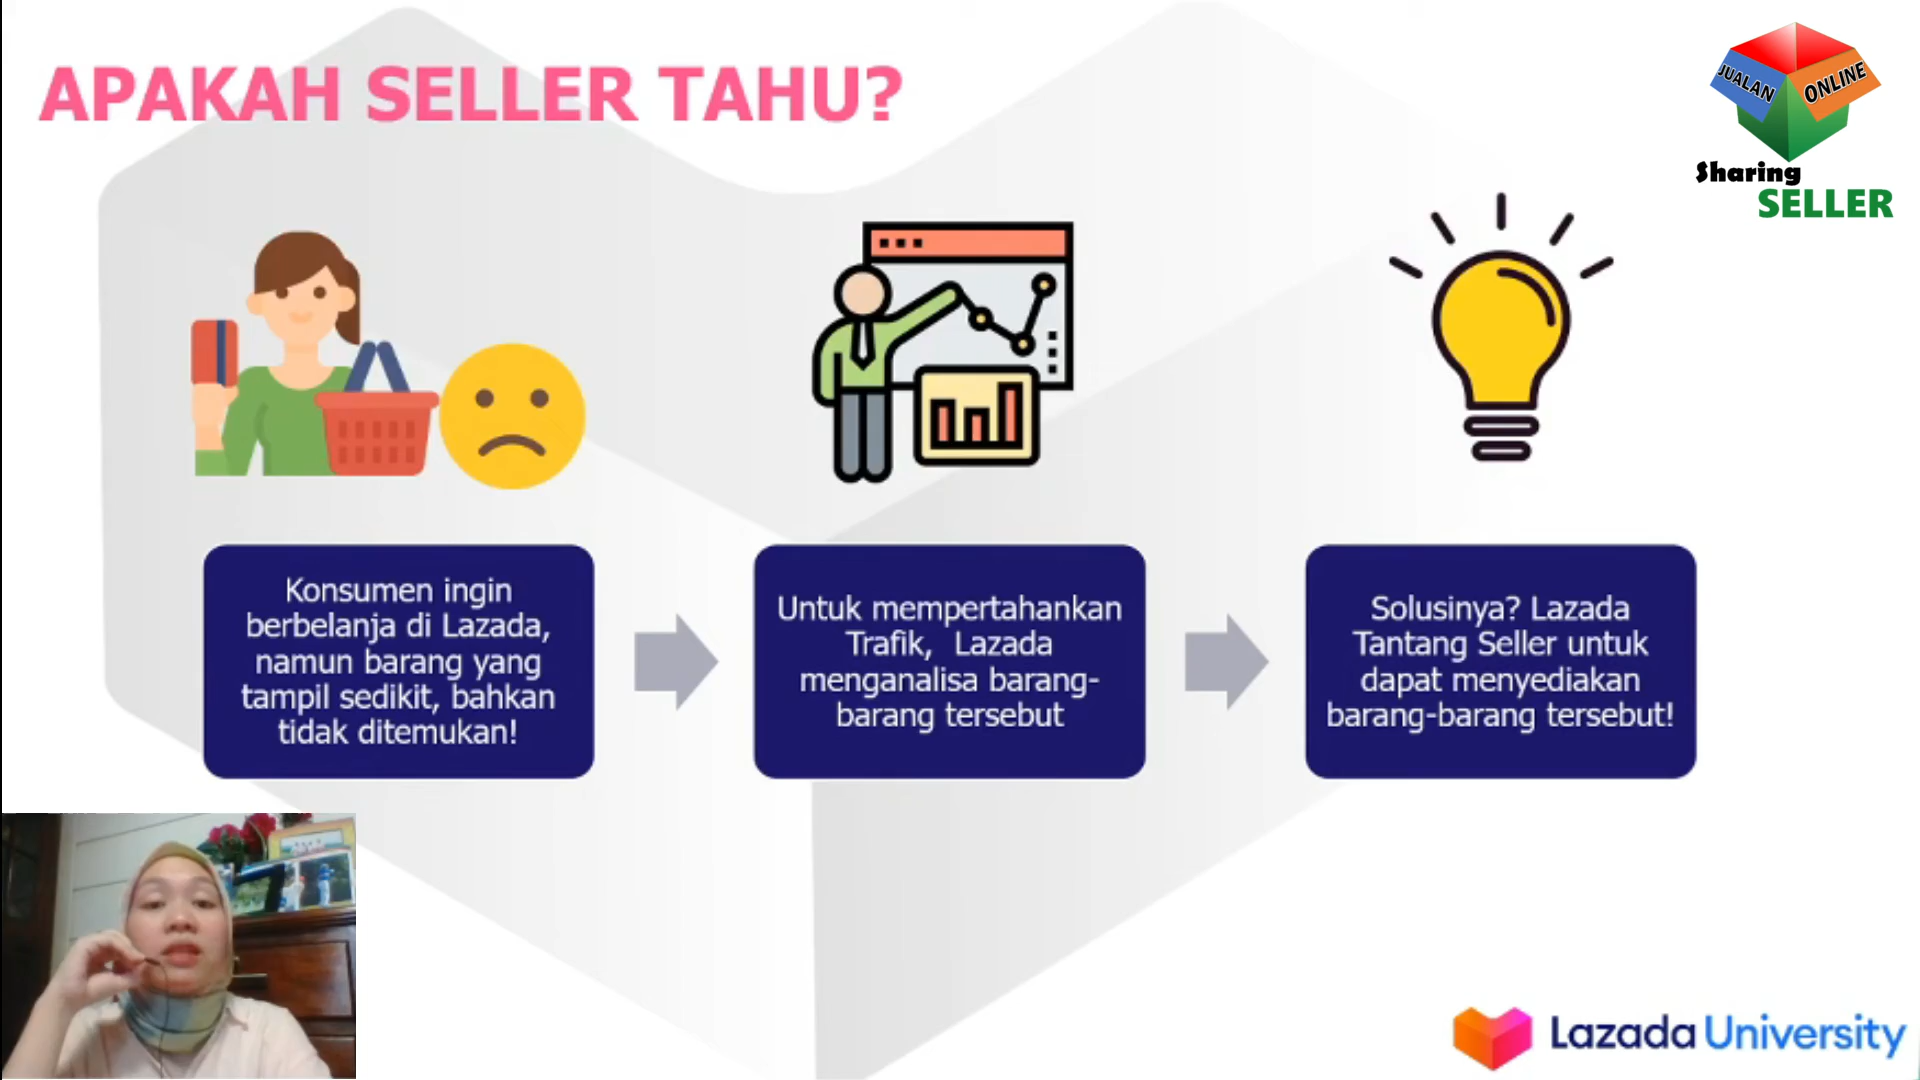 APAKAH SELLER TAHU?
JUALAN
ONLINE
Sharing
SELLER
Konsumen ingin
berbelanja di Lazada,
namun barang yang
tampil sedikit, bahkan
tidak ditemukan!
Untuk mempertahankan
Trafik, Lazada
menganalisa barang-
barang tersebut
Solusinya? Lazada
Tantang Seller untuk
dapat menyediakan
barang-barang tersebut!
Lazada University